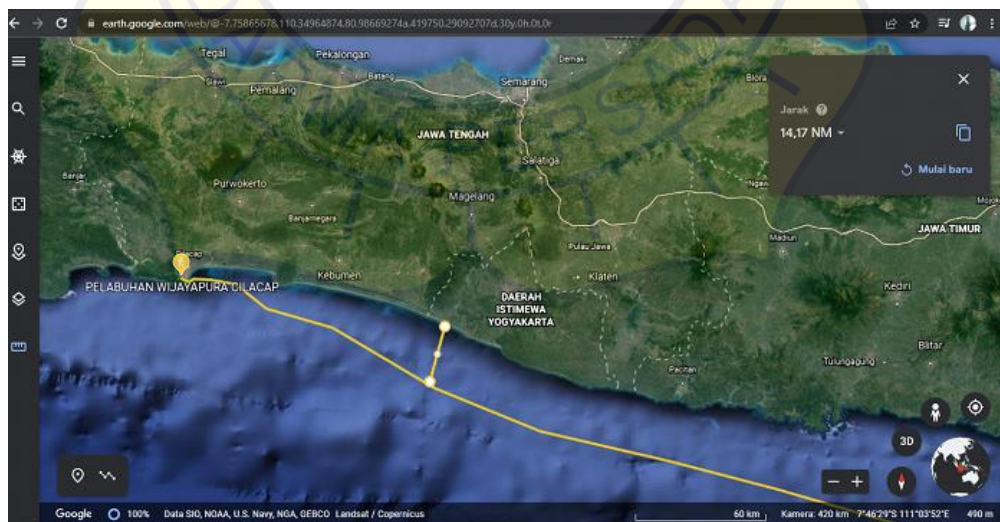 earth.google.com/web/@-7.75865678,110.34964874,80.98669274a,419750.29092707d,30y,0h,0t,0r
Tegal
Pekalongan
Demak
Slawi
Pemalang
Batang
Semarang
Blora
Jarak
14,17 NM
JAWA TENGAH
Salatiga
Mulai baru
Banjar
Purwokerto
Magelang
Ngawi
Banjarnegara
Pulau Jawa
Madiun
JAWA TIMUR
Cilacap
Kebumen
Klaten
PELABUHAN WIJAYAPURA CILACAP
Kediri
DAERAH
ISTIMEWA
YOGYAKARTA
Blitar
Pacitan
Tulungagung
3D
Google 100% Data SIO, NOAA, U.S. Navy, NGA, GEBCO Landsat / Copernicus 60 km Kamera: 420 km 7°46'29"S 111°03'52"E 490 m